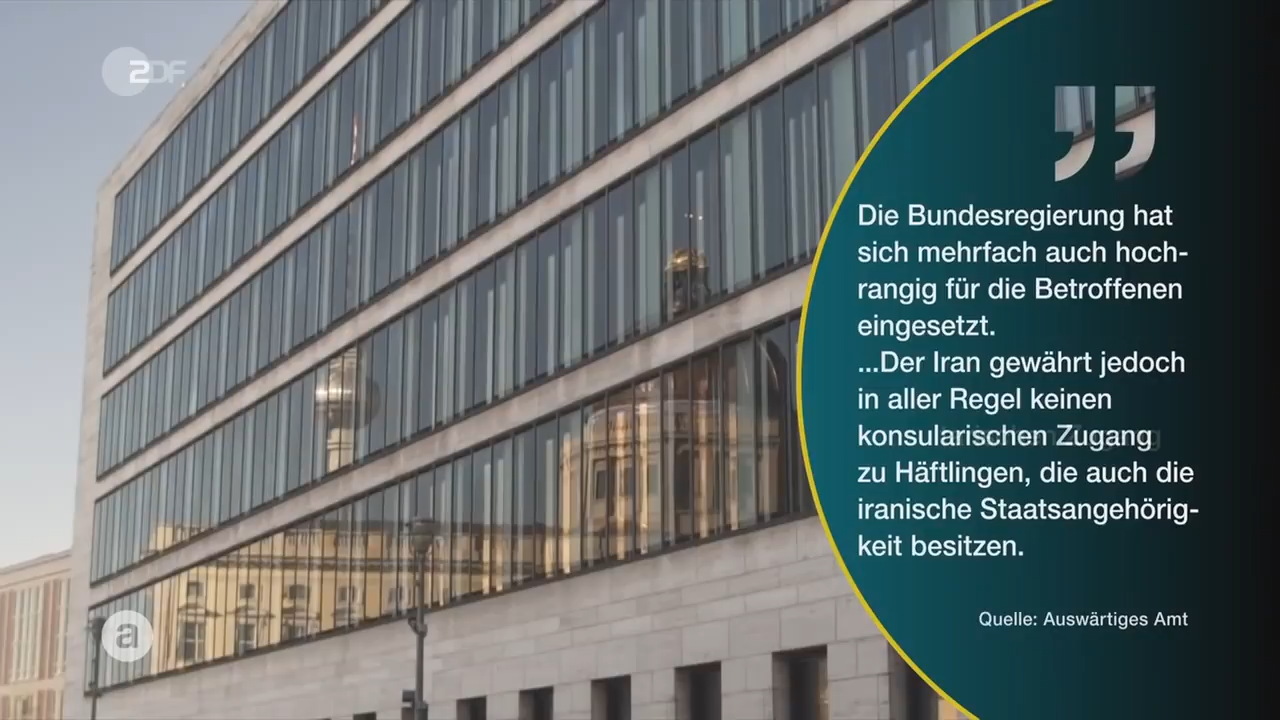 2DF
Die Bundesregierung hat
sich mehrfach auch hoch-
rangig für die Betroffenen
eingesetzt.
...Der Iran gewährt jedoch
in aller Regel keinen
konsularischen Zugang
zu Häftlingen, die auch die
iranische Staatsangehörig-
keit besitzen.
Quelle: Auswärtiges Amt
a